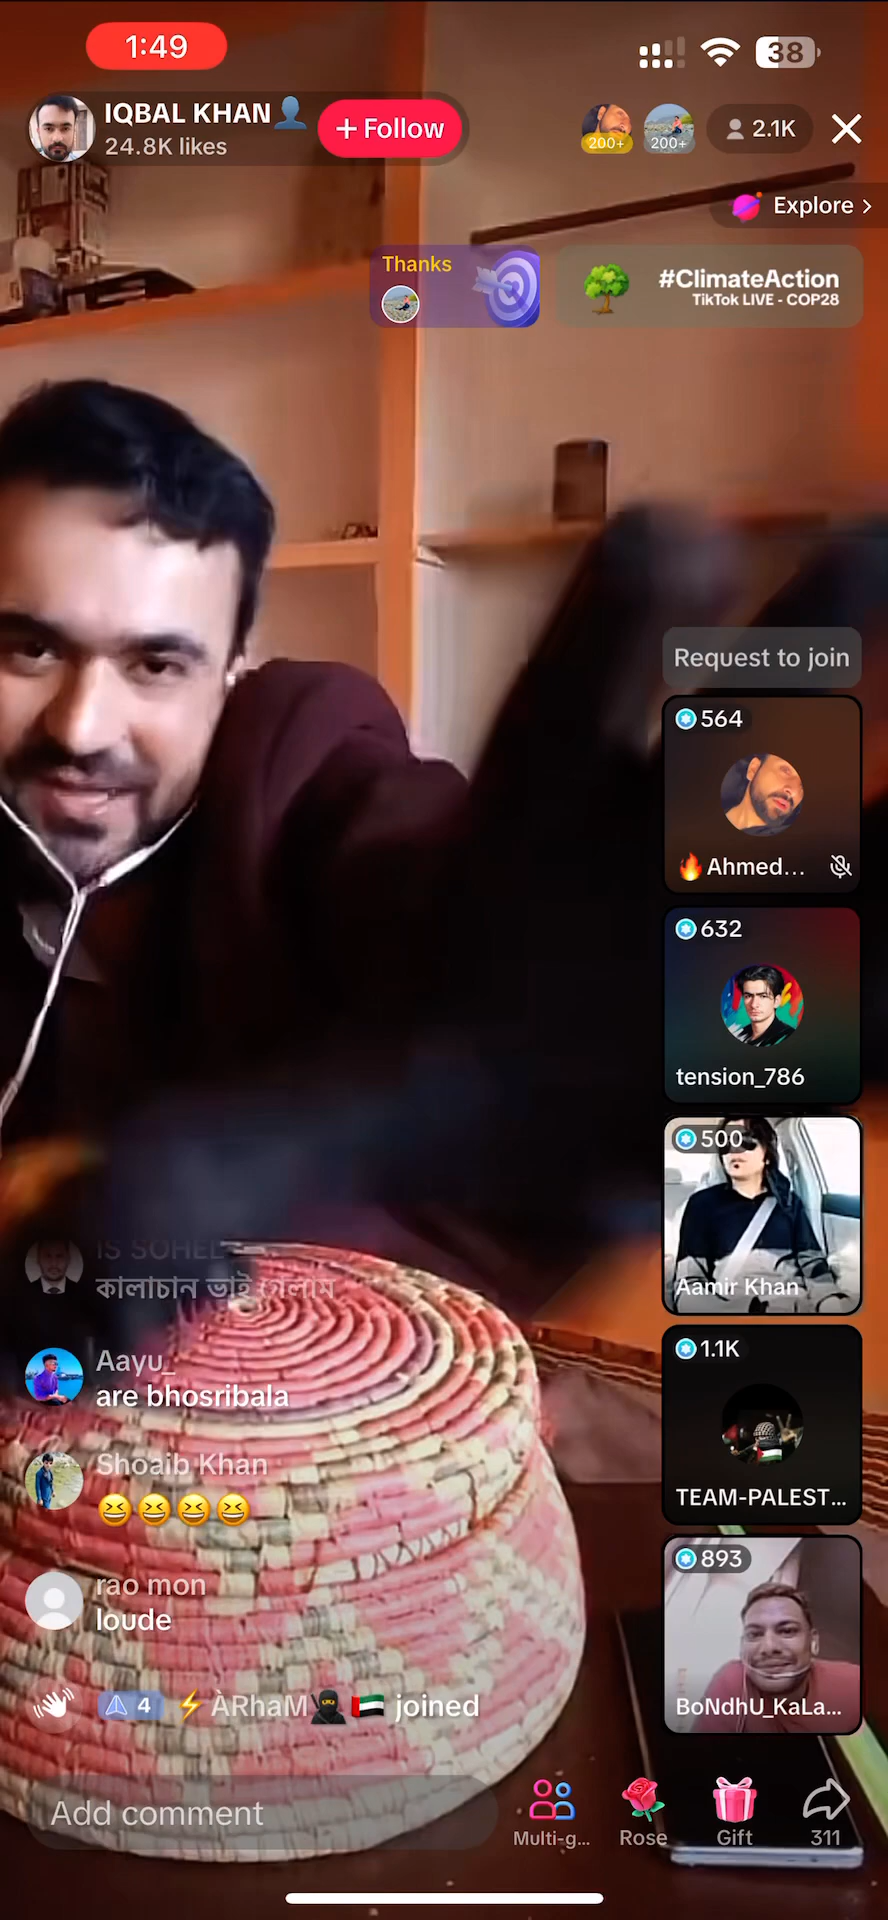 1:49
38
IQBAL KHAN👤
24.8K likes
+ Follow
200+
200+
2.1K
Explore >
Thanks
#ClimateAction
TikTok LIVE - COP28
Request to join
564
🔥Ahmed...
632
tension_786
500
Aamir Khan
1.1K
TEAM-PALEST...
893
BoNdhU_KaLa...
IS SOHEL
কালাচান ভাই গেলাম
Aayu_
are bhosribala
Shoaib Khan
😆😆😆😆
rao mon
loude
4 ⚡ÀRhaM🥷🇦🇪 joined
Add comment
Multi-g...
Rose
Gift
311